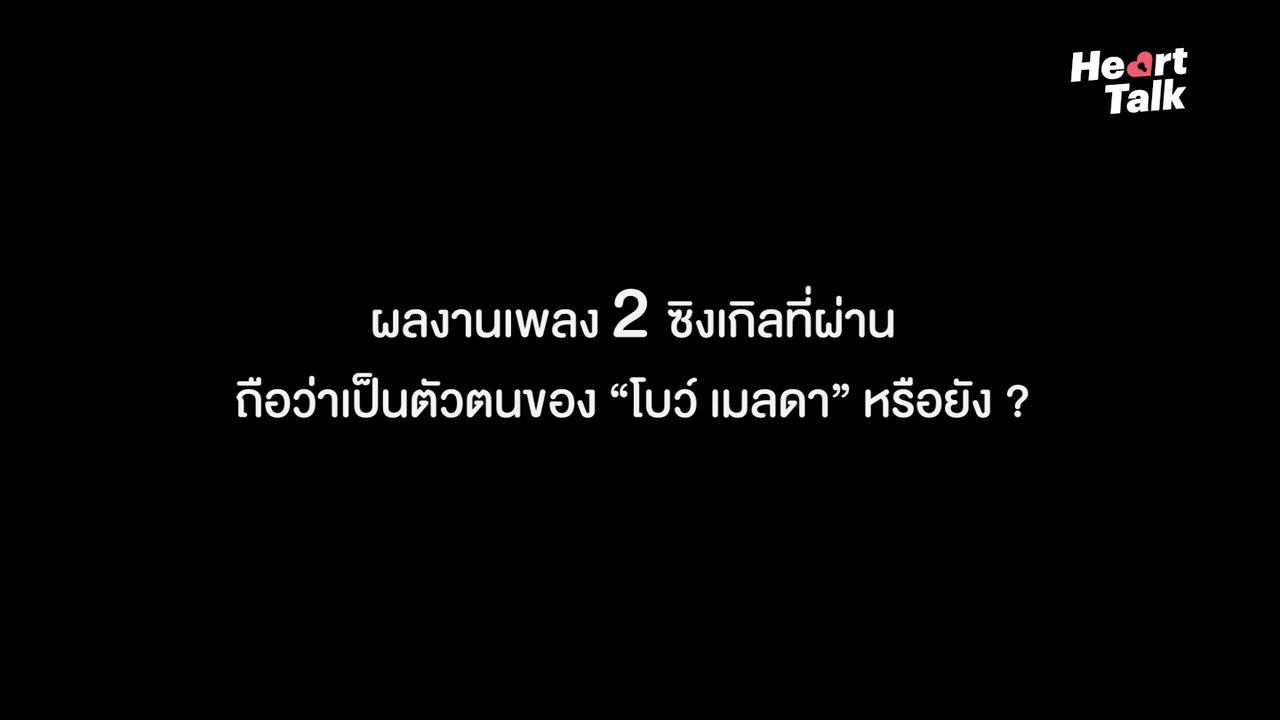 Heart
Talk
ผลงานเพลง 2 ซิงเกิลที่ผ่าน
ถือว่าเป็นตัวตนของ “โบว์ เมลดา” หรือยัง ?